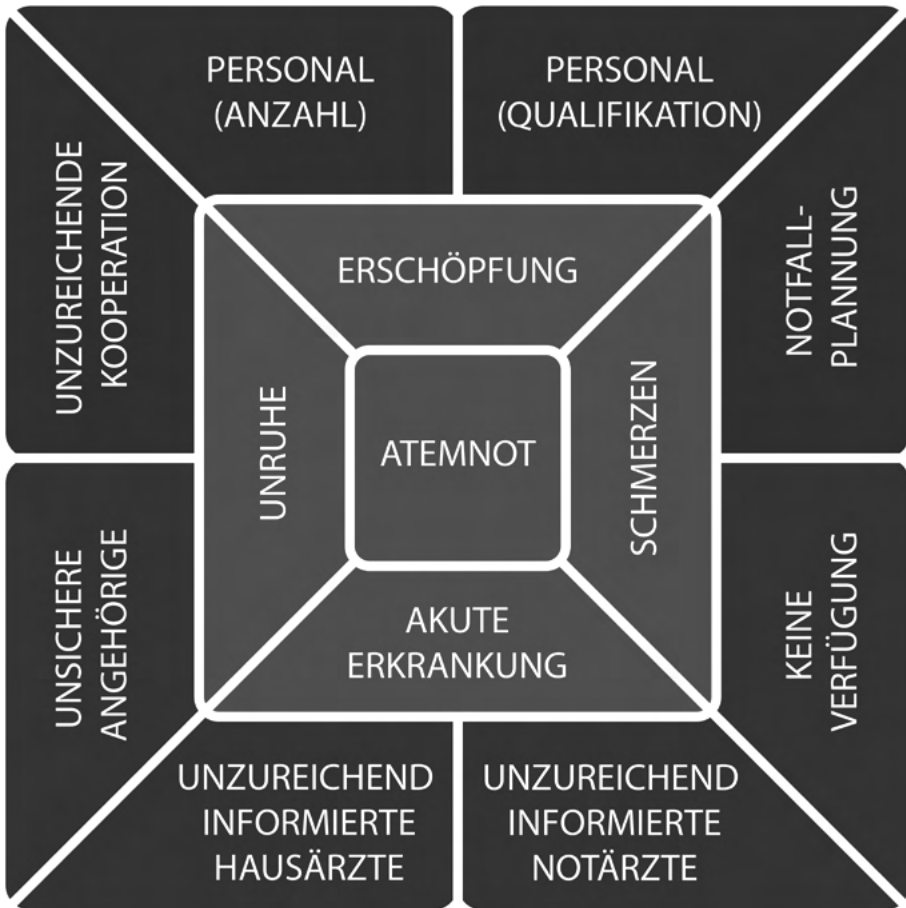 PERSONAL
(ANZAHL)
PERSONAL
(QUALIFIKATION)
UNZUREICHENDE
KOOPERATION
NOTFALL-
PLANNUNG
ERSCHÖPFUNG
UNRUHE
ATEMNOT
SCHMERZEN
AKUTE
ERKRANKUNG
UNSICHERE
ANGEHÖRIGE
KEINE
VERFÜGUNG
UNZUREICHEND
INFORMIERTE
HAUSÄRZTE
UNZUREICHEND
INFORMIERTE
NOTÄRZTE